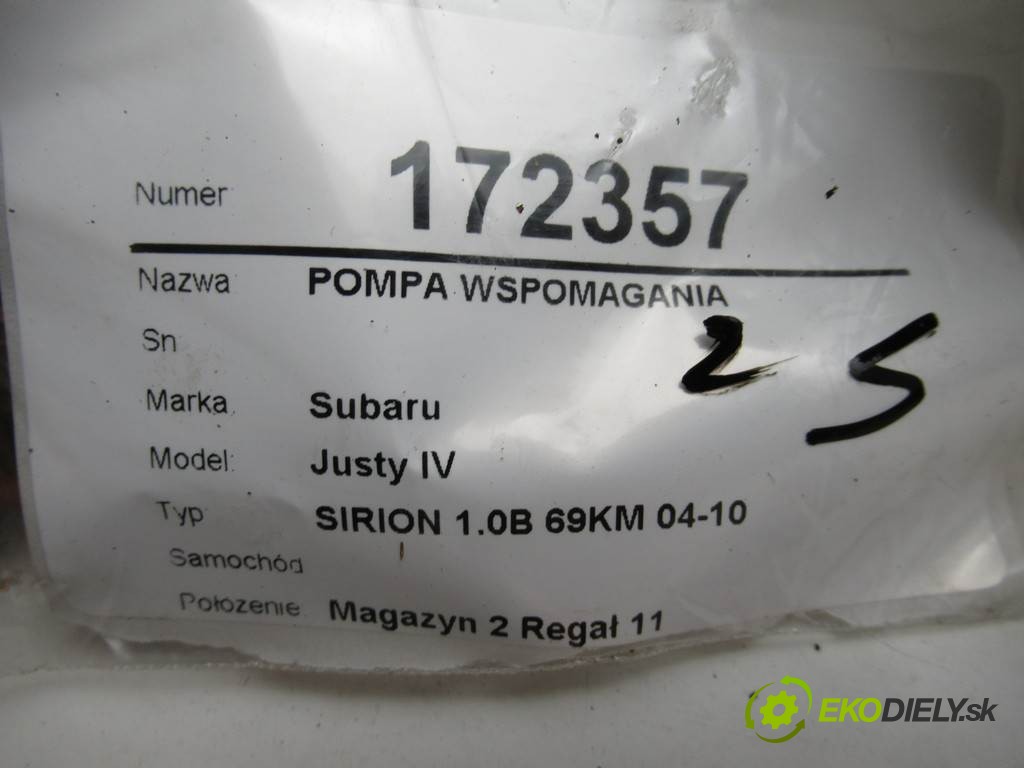 Numer 172357
Nazwa POMPA WSPOMAGANIA
Sn
2 5
Marka Subaru
Model: Justy IV
Typ SIRION 1.0B 69KM 04-10
Samochód
Położenie Magazyn 2 Regał 11
EKODIELY.sk